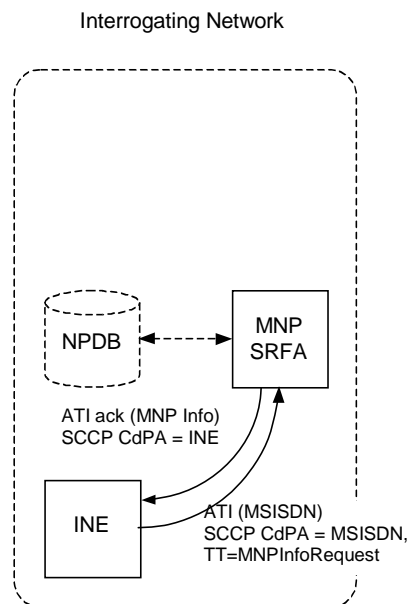 Interrogating Network
NPDB
MNP
SRFA
ATI ack (MNP Info)
SCCP CdPA = INE
INE
ATI (MSISDN)
SCCP CdPA = MSISDN,
TT=MNPInfoRequest